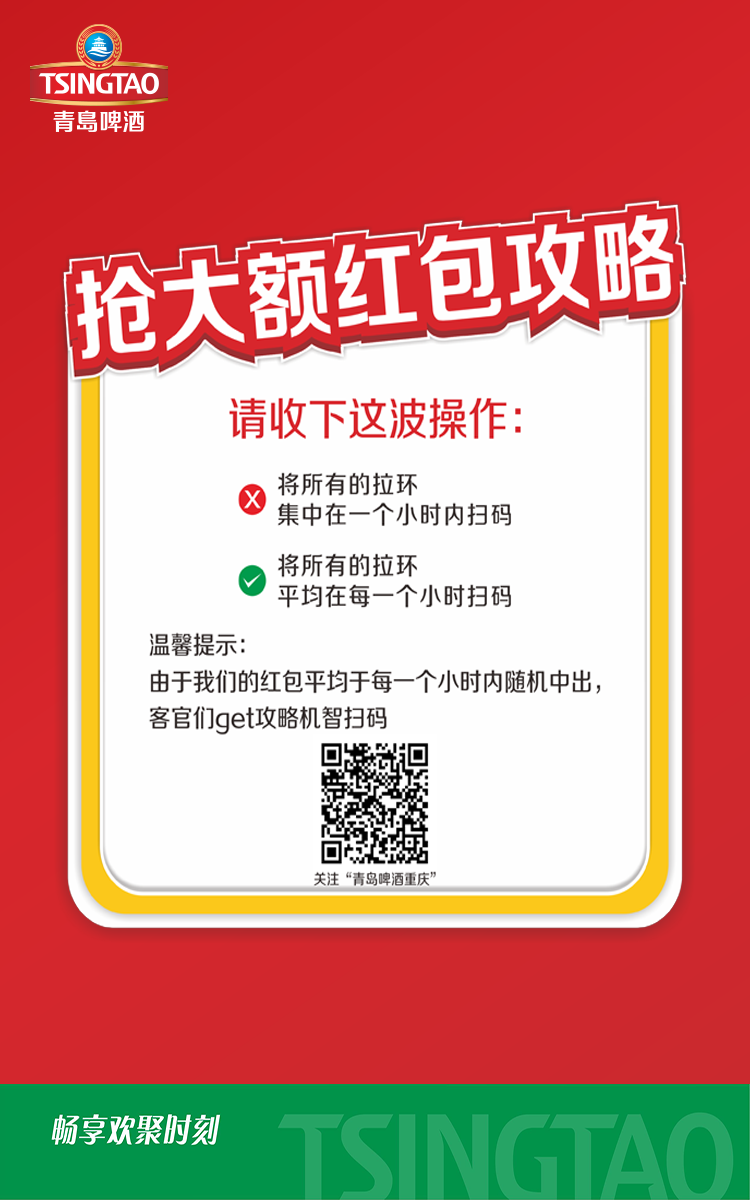 TSINGTAO
青島啤酒
抢大额红包攻略
请收下这波操作：
X 将所有的拉环
集中在一个小时内扫码
将所有的拉环
平均在每一个小时扫码
温馨提示：
由于我们的红包平均于每一个小时内随机中出，
客官们get攻略机智扫码
关注“青岛啤酒重庆”
畅享欢聚时刻
TSINGTAO